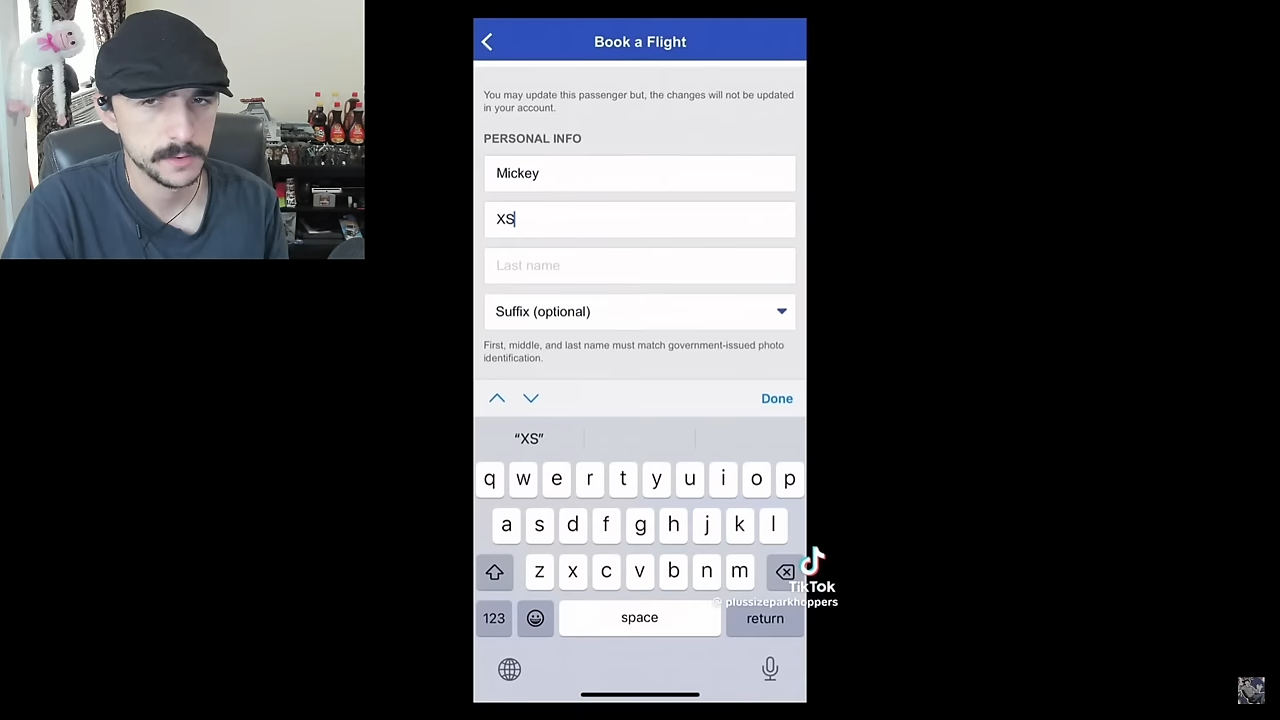 Book a Flight
You may update this passenger but, the changes will not be updated
in your account.
PERSONAL INFO
Mickey
XS
Last name
Suffix (optional)
First, middle, and last name must match government-issued photo
identification.
Done
“XS”
q w e r t y u i o p
a s d f g h j k l
z x c v b n m
TikTok
@ plussizeparkhoppers
123 space return